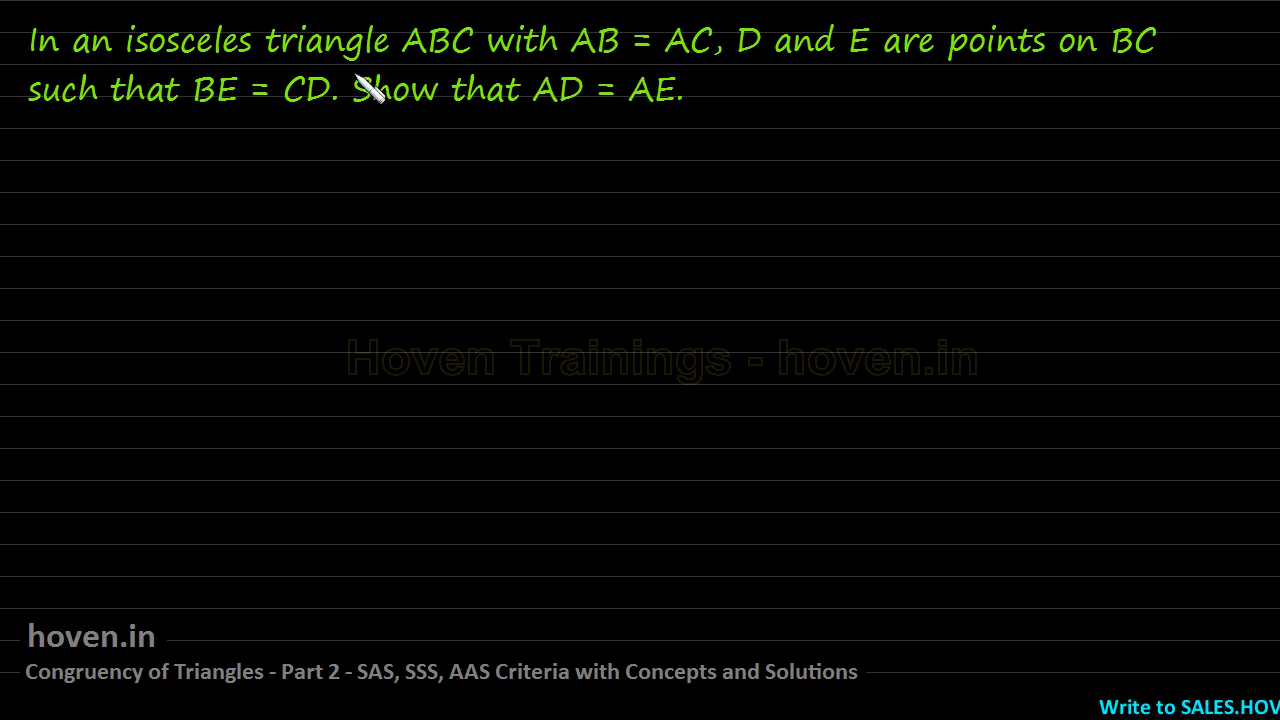 In an isosceles triangle ABC with AB = AC, D and E are points on BC
such that BE = CD. Show that AD = AE.
Hoven Trainings - hoven.in
hoven.in
Congruency of Triangles - Part 2 - SAS, SSS, AAS Criteria with Concepts and Solutions
Write to SALES.HOV